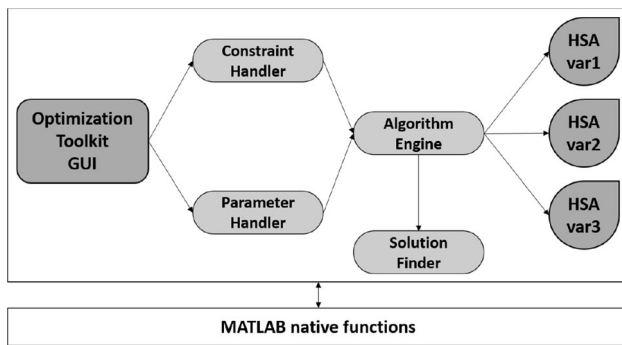 Optimization
Toolkit
GUI
Constraint
Handler
Parameter
Handler
Algorithm
Engine
Solution
Finder
HSA
var1
HSA
var2
HSA
var3
MATLAB native functions